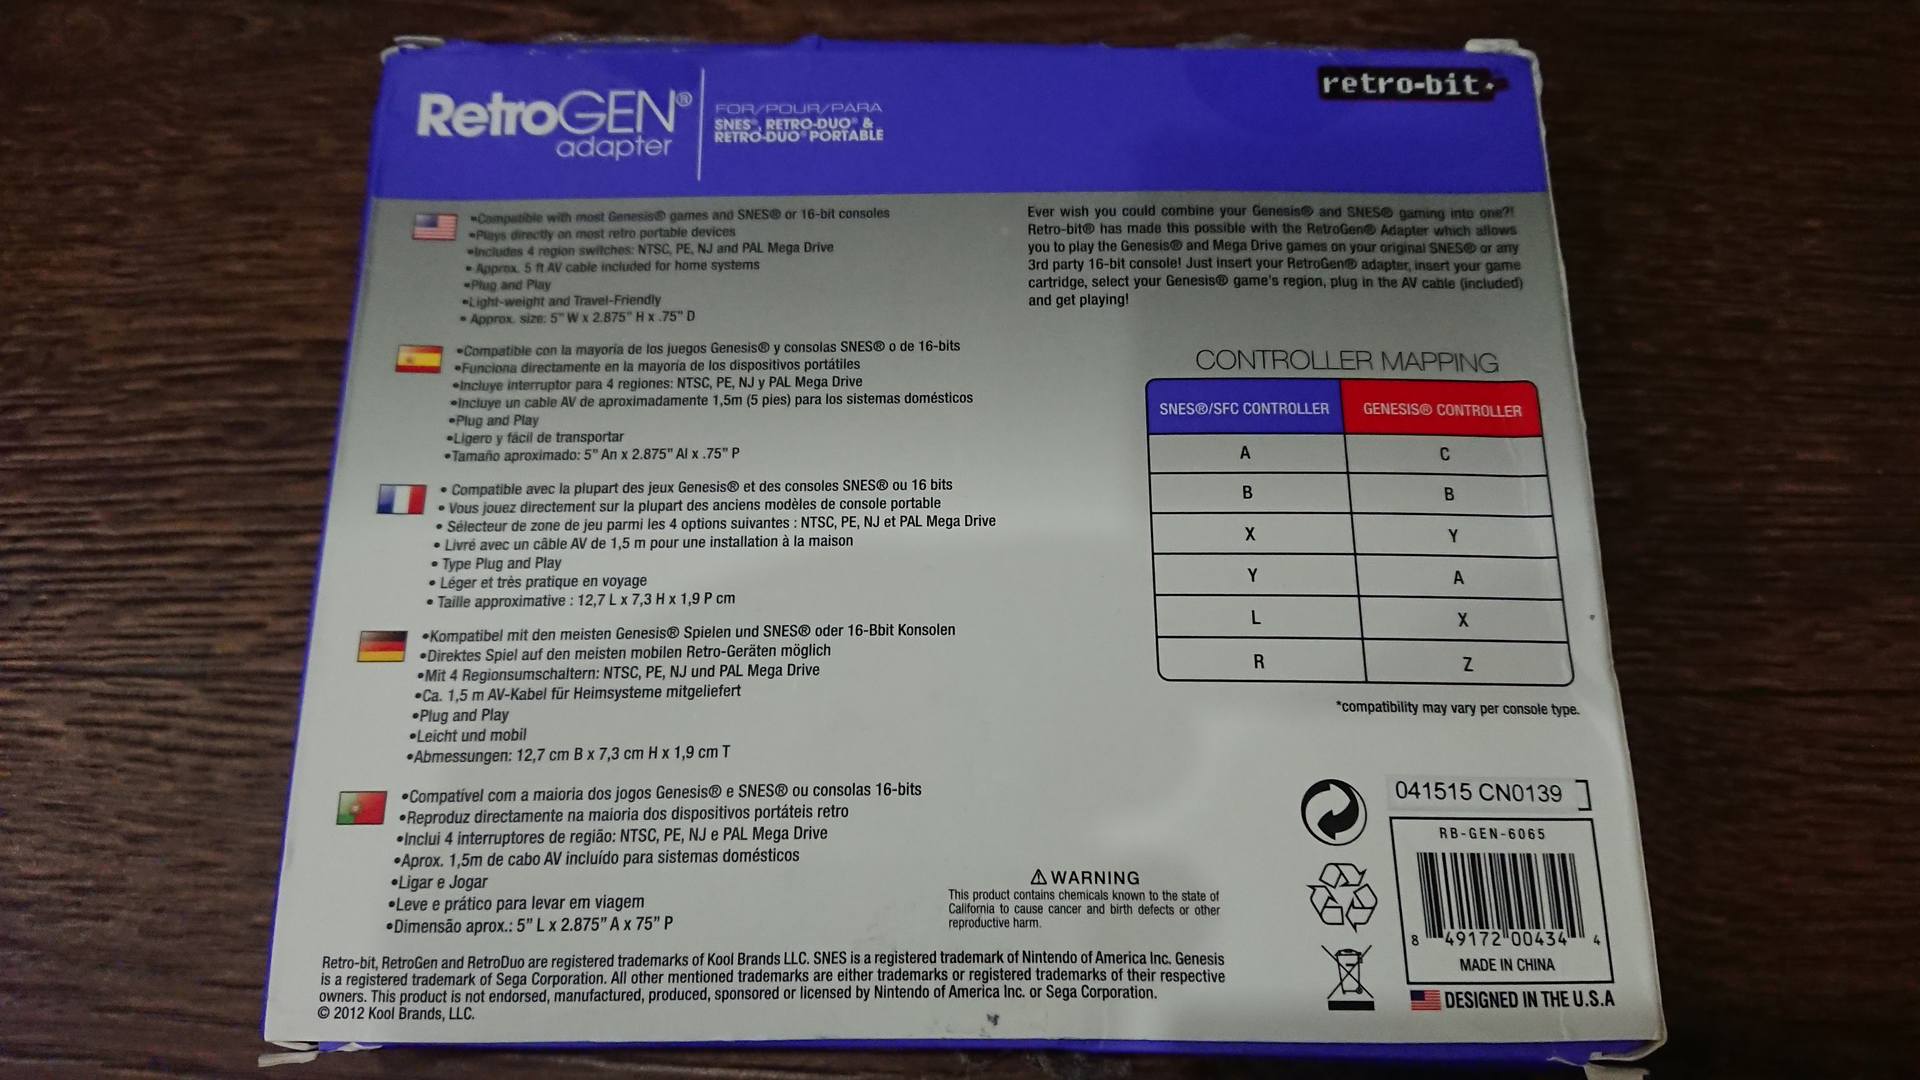 RetroGEN®
adapter
FOR/POUR/PARA
SNES®, RETRO-DUO® &
RETRO-DUO® PORTABLE
retro-bit
•Compatible with most Genesis® games and SNES® or 16-bit consoles
•Plays directly on most retro portable devices
•Includes 4 region switches: NTSC, PE, NJ and PAL Mega Drive
• Approx. 5 ft AV cable included for home systems
•Plug and Play
•Light-weight and Travel-Friendly
• Approx. size: 5" W x 2.875" H x .75" D
•Compatible con la mayoría de los juegos Genesis® y consolas SNES® o de 16-bits
•Funciona directamente en la mayoría de los dispositivos portátiles
•Incluye interruptor para 4 regiones: NTSC, PE, NJ y PAL Mega Drive
•Incluye un cable AV de aproximadamente 1,5m (5 pies) para los sistemas domésticos
•Plug and Play
•Ligero y fácil de transportar
•Tamaño aproximado: 5" An x 2.875" Al x .75" P
• Compatible avec la plupart des jeux Genesis® et des consoles SNES® ou 16 bits
• Vous jouez directement sur la plupart des anciens modèles de console portable
• Sélecteur de zone de jeu parmi les 4 options suivantes : NTSC, PE, NJ et PAL Mega Drive
• Livré avec un câble AV de 1,5 m pour une installation à la maison
• Type Plug and Play
• Léger et très pratique en voyage
• Taille approximative : 12,7 L x 7,3 H x 1,9 P cm
•Kompatibel mit den meisten Genesis® Spielen und SNES® oder 16-Bbit Konsolen
•Direktes Spiel auf den meisten mobilen Retro-Geräten möglich
•Mit 4 Regionsumschaltern: NTSC, PE, NJ und PAL Mega Drive
•Ca. 1,5 m AV-Kabel für Heimsysteme mitgeliefert
•Plug and Play
•Leicht und mobil
•Abmessungen: 12,7 cm B x 7,3 cm H x 1,9 cm T
•Compatível com a maioria dos jogos Genesis® e SNES® ou consolas 16-bits
•Reproduz directamente na maioria dos dispositivos portáteis retro
•Inclui 4 interruptores de região: NTSC, PE, NJ e PAL Mega Drive
•Aprox. 1,5m de cabo AV incluído para sistemas domésticos
•Ligar e Jogar
•Leve e prático para levar em viagem
•Dimensão aprox.: 5" L x 2.875" A x 75" P
Ever wish you could combine your Genesis® and SNES® gaming into one?!
Retro-bit® has made this possible with the RetroGen® Adapter which allows
you to play the Genesis® and Mega Drive games on your original SNES® or any
3rd party 16-bit console! Just insert your RetroGen® adapter, insert your game
cartridge, select your Genesis® game's region, plug in the AV cable (included)
and get playing!
CONTROLLER MAPPING
SNES®/SFC CONTROLLER GENESIS® CONTROLLER
A C
B B
X Y
Y A
L X
R Z
*compatibility may vary per console type.
WARNING
This product contains chemicals known to the state of
California to cause cancer and birth defects or other
reproductive harm.
041515 CN0139
RB-GEN-6065
8 49172 00434 4
MADE IN CHINA
DESIGNED IN THE U.S.A
Retro-bit, RetroGen and RetroDuo are registered trademarks of Kool Brands LLC. SNES is a registered trademark of Nintendo of America Inc. Genesis
is a registered trademark of Sega Corporation. All other mentioned trademarks are either trademarks or registered trademarks of their respective
owners. This product is not endorsed, manufactured, produced, sponsored or licensed by Nintendo of America Inc. or Sega Corporation.
© 2012 Kool Brands, LLC.